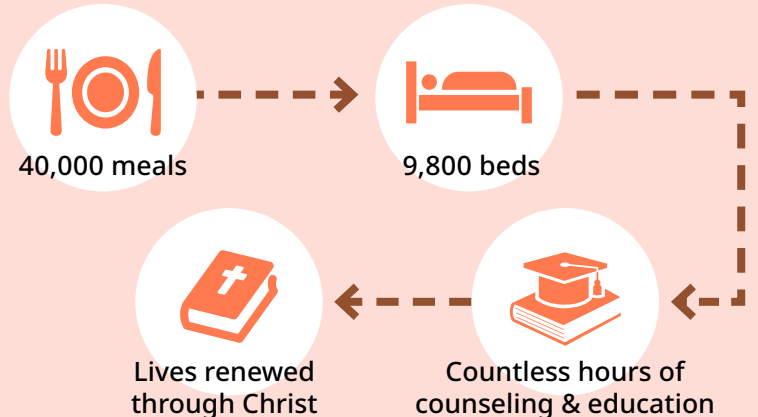 40,000 meals
9,800 beds
Countless hours of
counseling & education
Lives renewed
through Christ